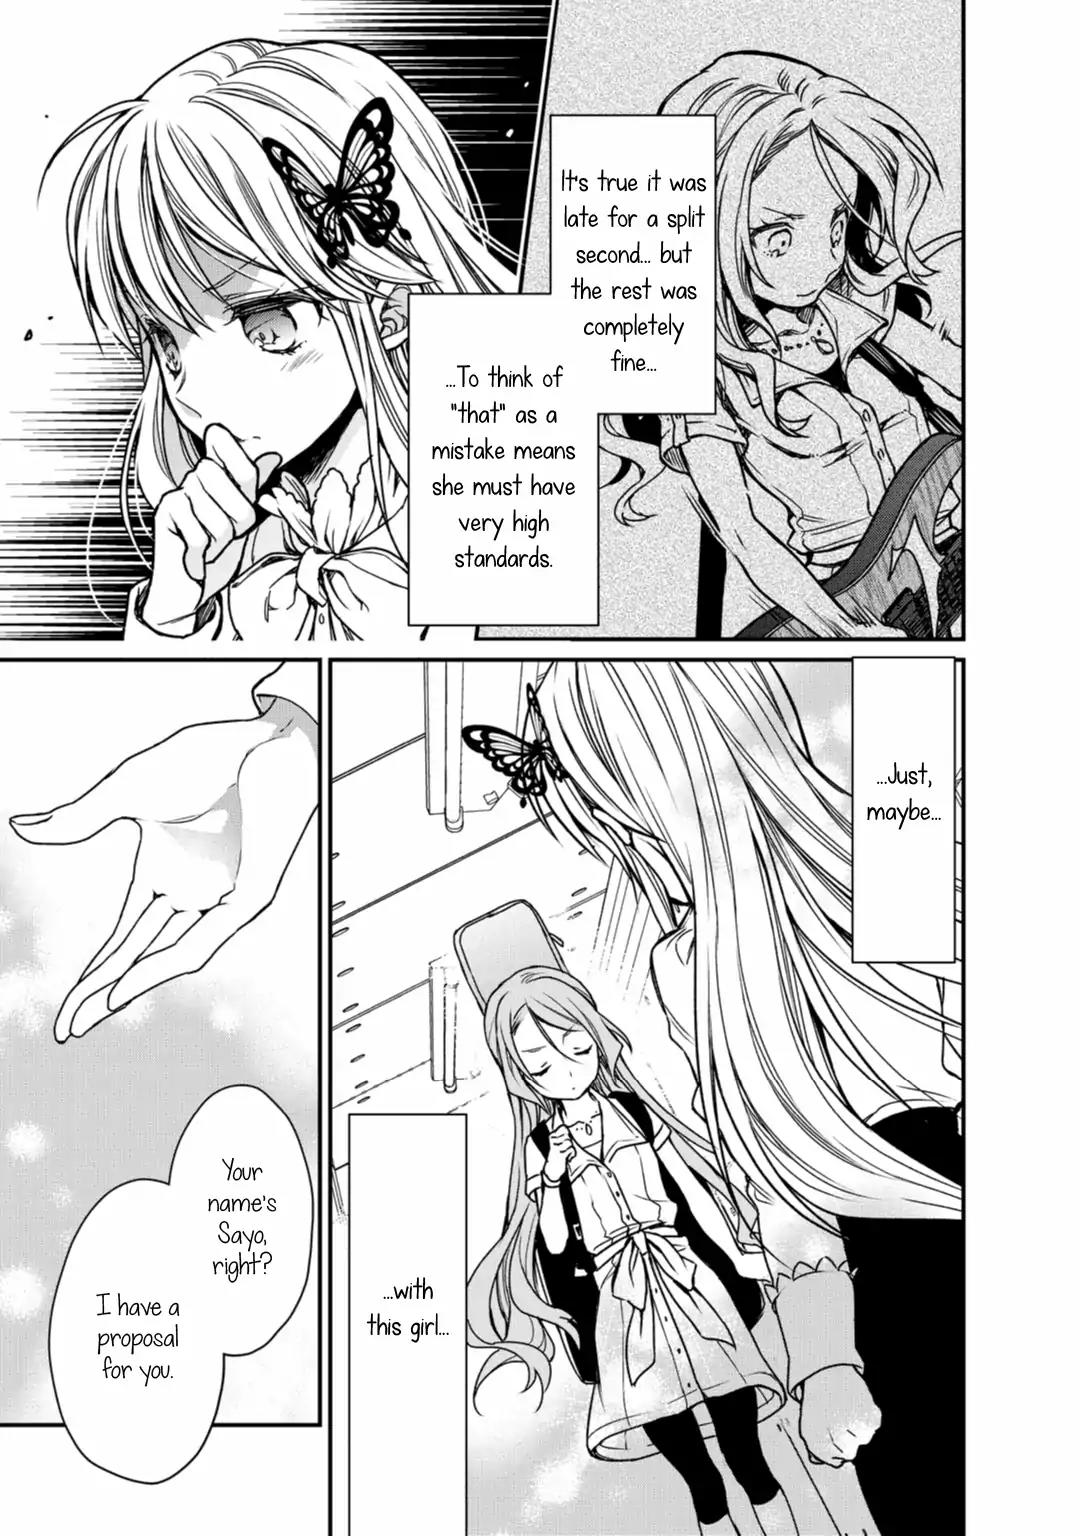 It's true it was
late for a split
second... but
the rest was
completely
fine...
...To think of
"that" as a
mistake means
she must have
very high
standards.
...Just,
maybe...
...with
this girl...
Your
name's
Sayo,
right?
I have a
proposal
for you.